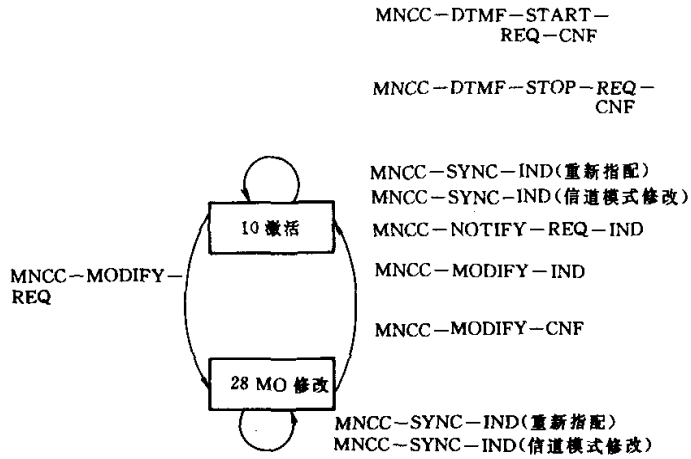 MNCC-DTMF-START-
REQ-CNF
MNCC-DTMF-STOP-REQ-
CNF
MNCC-SYNC-IND(重新指配)
MNCC-SYNC-IND(信道模式修改)
10 激活
MNCC-NOTIFY-REQ-IND
MNCC-MODIFY-
REQ
MNCC-MODIFY-IND
MNCC-MODIFY-CNF
28 MO 修改
MNCC-SYNC-IND(重新指配)
MNCC-SYNC-IND(信道模式修改)